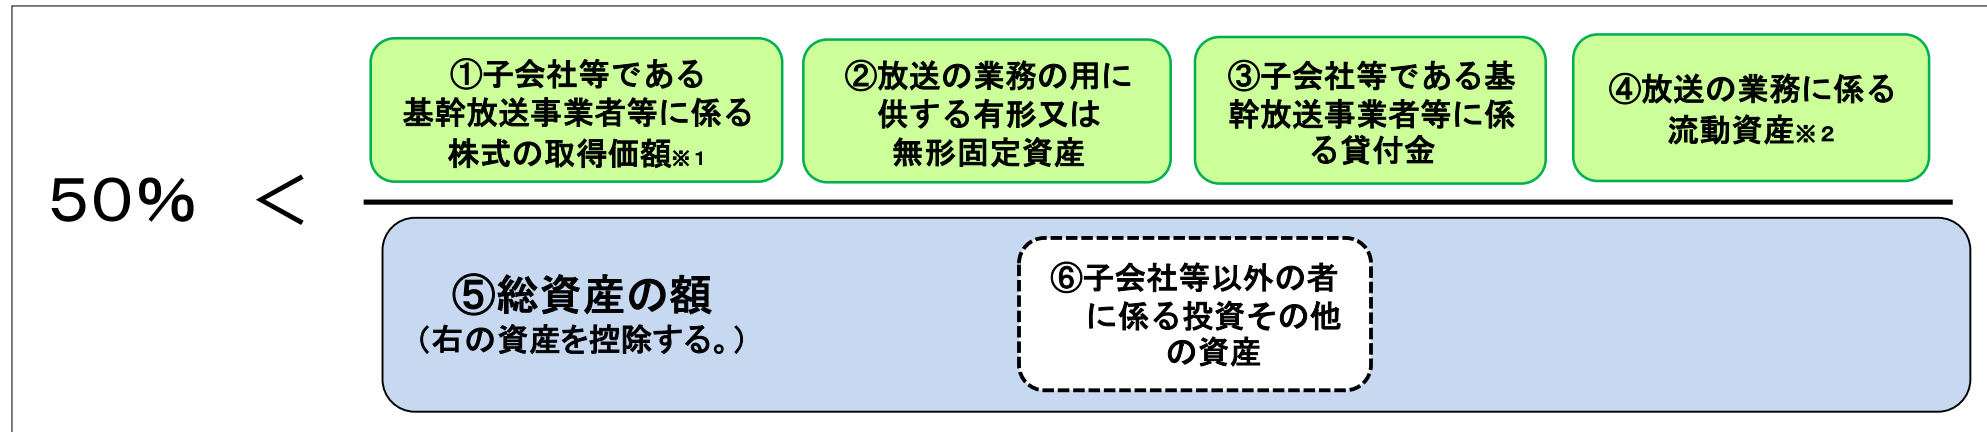 ①子会社等である
基幹放送事業者等に係る
株式の取得価額※1
②放送の業務の用に
供する有形又は
無形固定資産
③子会社等である基
幹放送事業者等に係
る貸付金
④放送の業務に係る
流動資産※2
50% <
⑤総資産の額
(右の資産を控除する。)
⑥子会社等以外の者
に係る投資その他
の資産